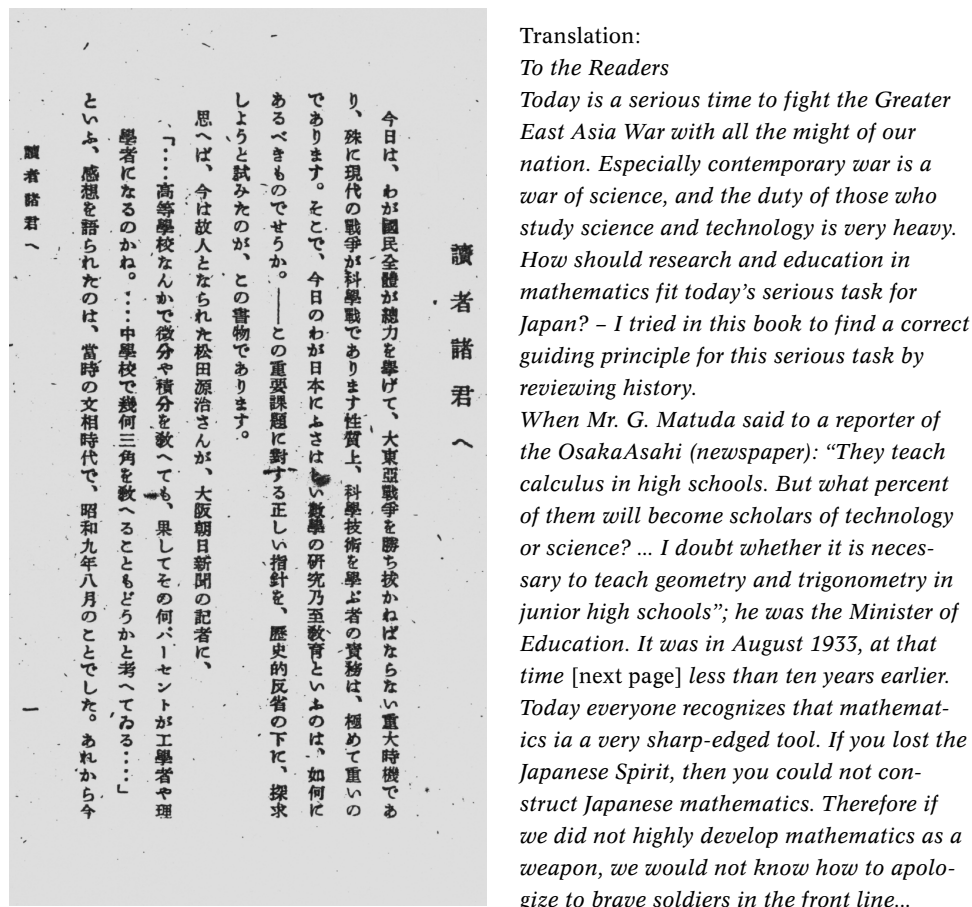 讀者諸君へ
今日は、わが國民全體が總力を擧げて、大東亞戰爭を勝ち拔かねばならない重大時機であ
り、殊に現代の戰爭が科學戰であります性質上、科學技術を學ぶ者の責務は、極めて重いの
であります。そこで、今日のわが日本にふさはしい數學の硏究乃至敎育といふのは、如何に
あるべきものでせうか。――この重要課題に對する正しい指針を、歷史的反省の下に、探求
しようと試みたのが、この書物であります。
思へば、今は故人となられた松田源治さんが、大阪朝日新聞の記者に、
「‥‥高等學校なんかで微分や積分を敎へても、果してその何パーセントが工學者や理
學者になるのかね。‥‥中學校で幾何三角を敎へることもどうかと考へてゐる‥‥」
といふ、感想を語られたのは、當時の文相時代で、昭和九年八月のことでした。あれから今
讀者諸君へ
一
Translation:
To the Readers
Today is a serious time to fight the Greater
East Asia War with all the might of our
nation. Especially contemporary war is a
war of science, and the duty of those who
study science and technology is very heavy.
How should research and education in
mathematics fit today's serious task for
Japan? – I tried in this book to find a correct
guiding principle for this serious task by
reviewing history.
When Mr. G. Matuda said to a reporter of
the OsakaAsahi (newspaper): “They teach
calculus in high schools. But what percent
of them will become scholars of technology
or science? ... I doubt whether it is neces-
sary to teach geometry and trigonometry in
junior high schools”; he was the Minister of
Education. It was in August 1933, at that
time [next page] less than ten years earlier.
Today everyone recognizes that mathemat-
ics ia a very sharp-edged tool. If you lost the
Japanese Spirit, then you could not con-
struct Japanese mathematics. Therefore if
we did not highly develop mathematics as a
weapon, we would not know how to apolo-
gize to brave soldiers in the front line...